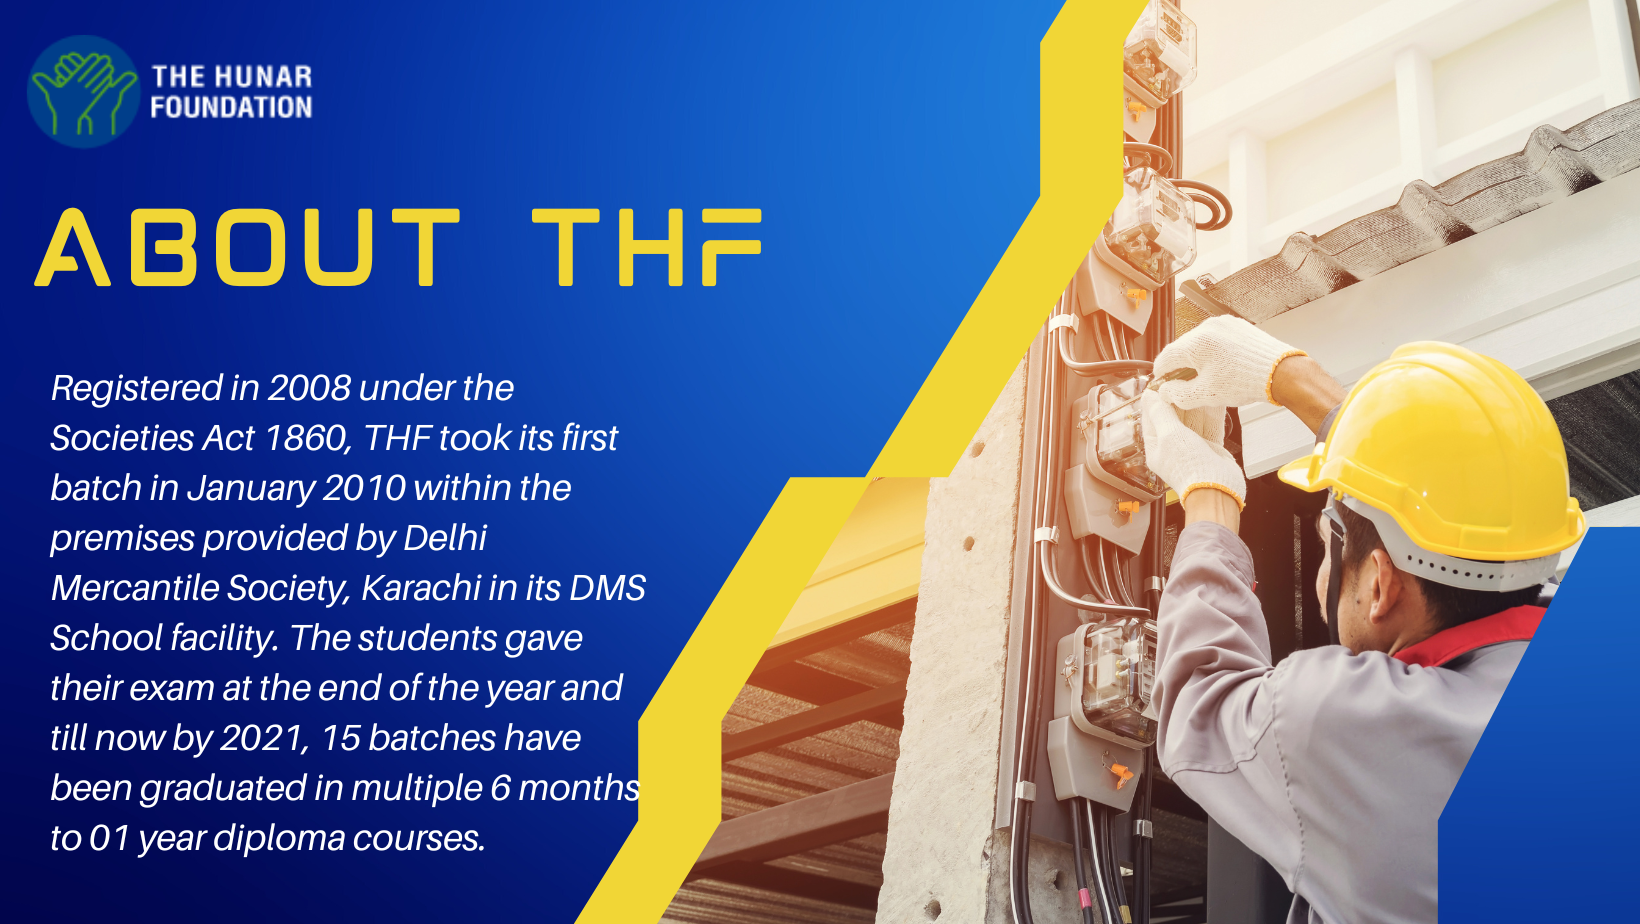 THE HUNAR
FOUNDATION
ABOUT THF
Registered in 2008 under the
Societies Act 1860, THF took its first
batch in January 2010 within the
premises provided by Delhi
Mercantile Society, Karachi in its DMS
School facility. The students gave
their exam at the end of the year and
till now by 2021, 15 batches have
been graduated in multiple 6 months
to 01 year diploma courses.